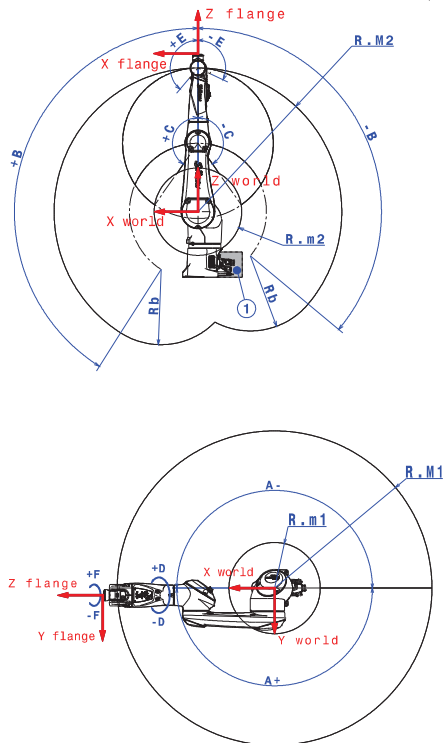 Z flange
+E
-E
R.M2
X flange
+B
-B
+C
-C
Z world
X world
R.m2
Rb
Rb
1
R.M1
A-
R.m1
X world
+F
+D
Z flange
-F
-D
Y flange
Y world
A+